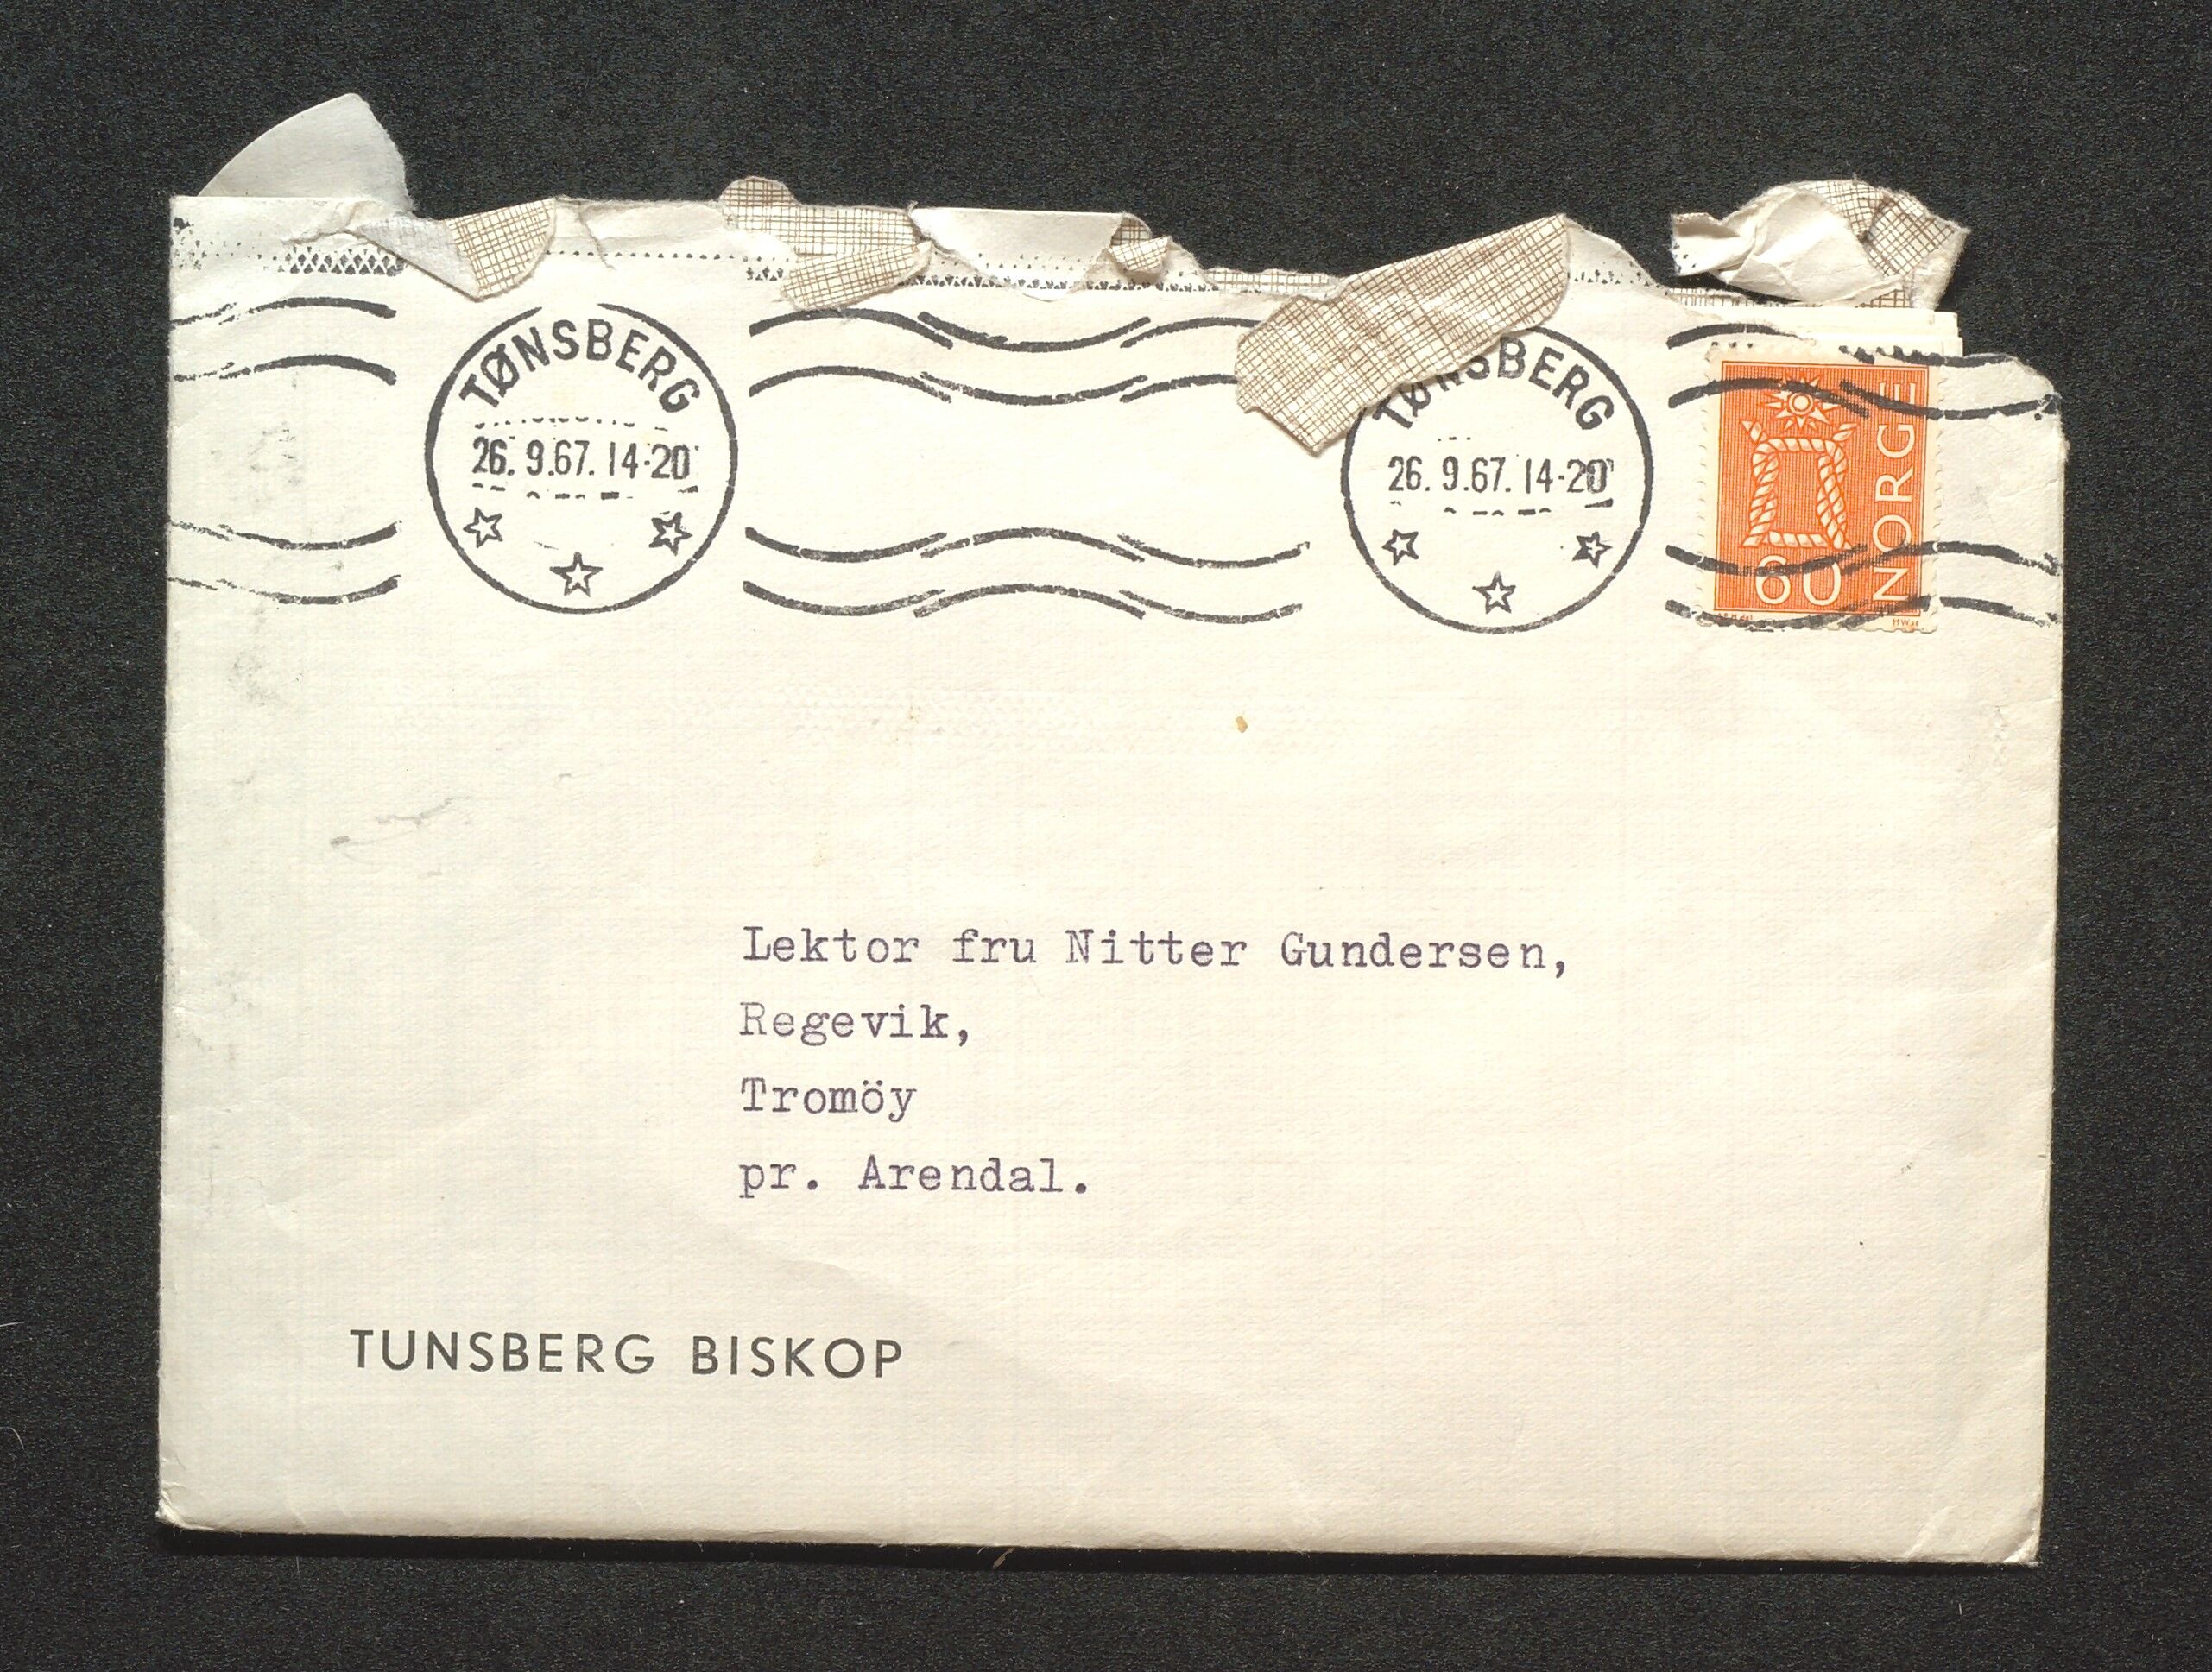 TØNSBERG
26. 9.67. 14-20
TØNSBERG
26. 9.67. 14-20
NORGE
60
Lektor fru Nitter Gundersen,
Regevik,
Tromöy
pr. Arendal.
TUNSBERG BISKOP